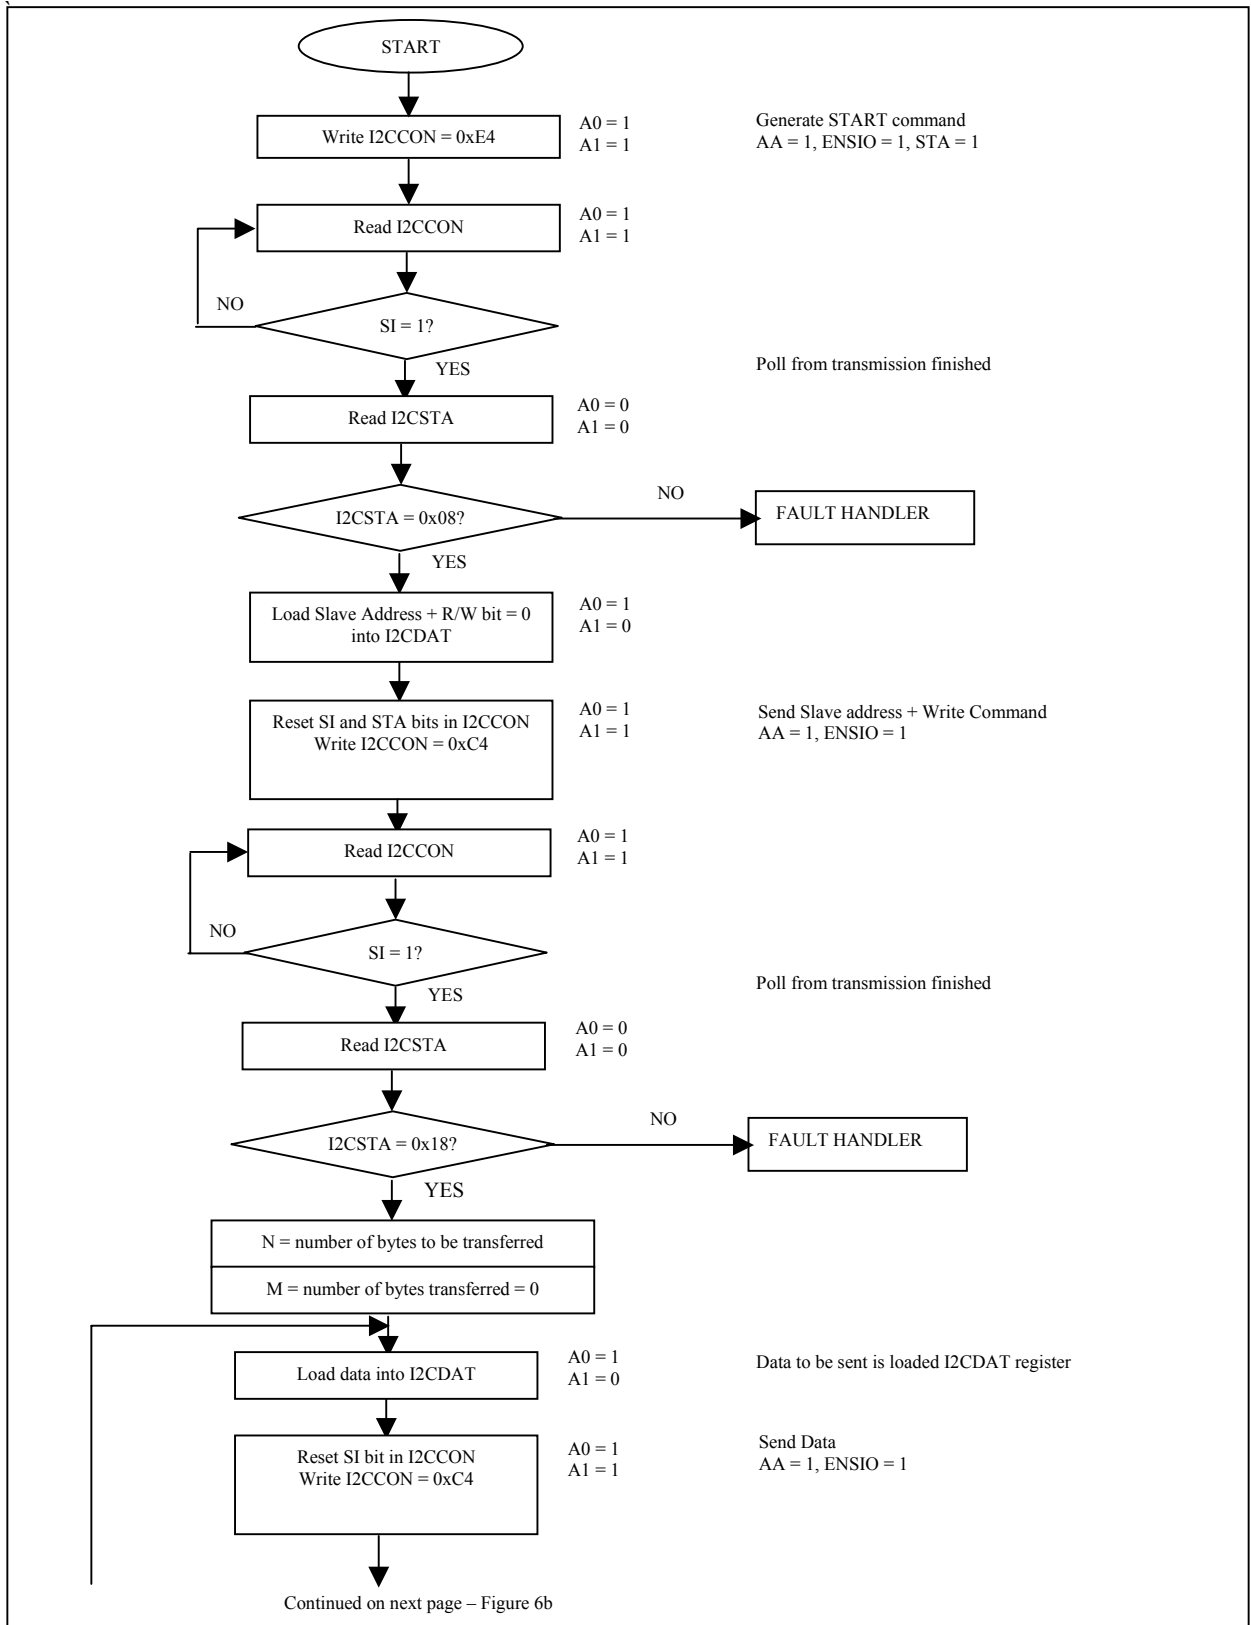 `
START
Write I2CCON = 0xE4
A0 = 1
A1 = 1
Generate START command
AA = 1, ENSIO = 1, STA = 1
Read I2CCON
A0 = 1
A1 = 1
NO
SI = 1?
YES
Poll from transmission finished
Read I2CSTA
A0 = 0
A1 = 0
I2CSTA = 0x08?
NO
FAULT HANDLER
YES
Load Slave Address + R/W bit = 0
into I2CDAT
A0 = 1
A1 = 0
Reset SI and STA bits in I2CCON
Write I2CCON = 0xC4
A0 = 1
A1 = 1
Send Slave address + Write Command
AA = 1, ENSIO = 1
Read I2CCON
A0 = 1
A1 = 1
NO
SI = 1?
YES
Poll from transmission finished
Read I2CSTA
A0 = 0
A1 = 0
I2CSTA = 0x18?
NO
FAULT HANDLER
YES
N = number of bytes to be transferred
M = number of bytes transferred = 0
Load data into I2CDAT
A0 = 1
A1 = 0
Data to be sent is loaded I2CDAT register
Reset SI bit in I2CCON
Write I2CCON = 0xC4
A0 = 1
A1 = 1
Send Data
AA = 1, ENSIO = 1
Continued on next page – Figure 6b